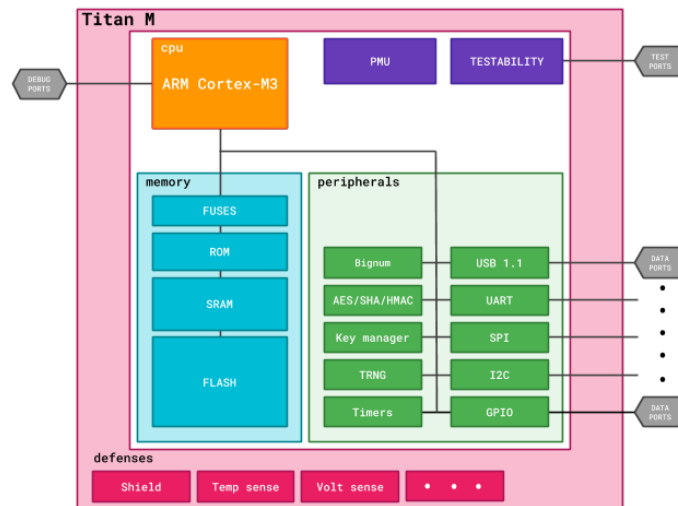 Titan M
cpu
ARM Cortex-M3
PMU
TESTABILITY
DEBUG
PORTS
TEST
PORTS
memory
FUSES
ROM
SRAM
FLASH
peripherals
Bignum
USB 1.1
AES/SHA/HMAC
UART
Key manager
SPI
TRNG
I2C
Timers
GPIO
DATA
PORTS
DATA
PORTS
defenses
Shield
Temp sense
Volt sense
• • •